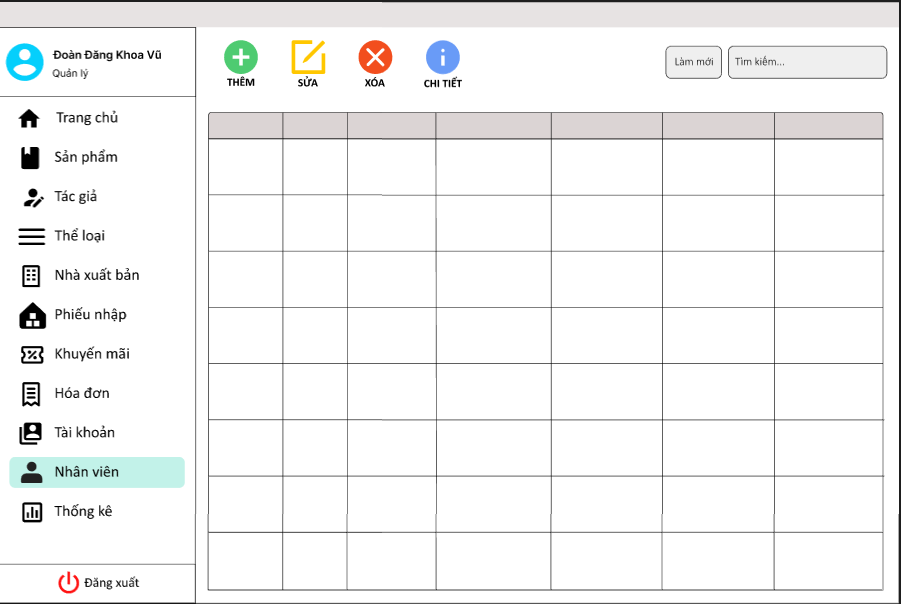 Đoàn Đăng Khoa Vũ
Quản lý
THÊM
SỬA
XÓA
CHI TIẾT
Làm mới
Tìm kiếm...
Trang chủ
Sản phẩm
Tác giả
Thể loại
Nhà xuất bản
Phiếu nhập
Khuyến mãi
Hóa đơn
Tài khoản
Nhân viên
Thống kê
Đăng xuất